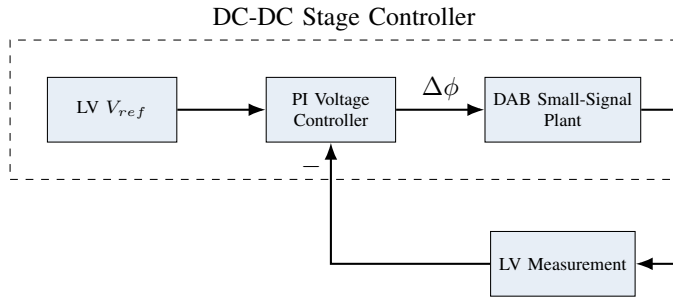 DC-DC Stage Controller
LV V_ref
PI Voltage
Controller
Δϕ
DAB Small-Signal
Plant
−
LV Measurement